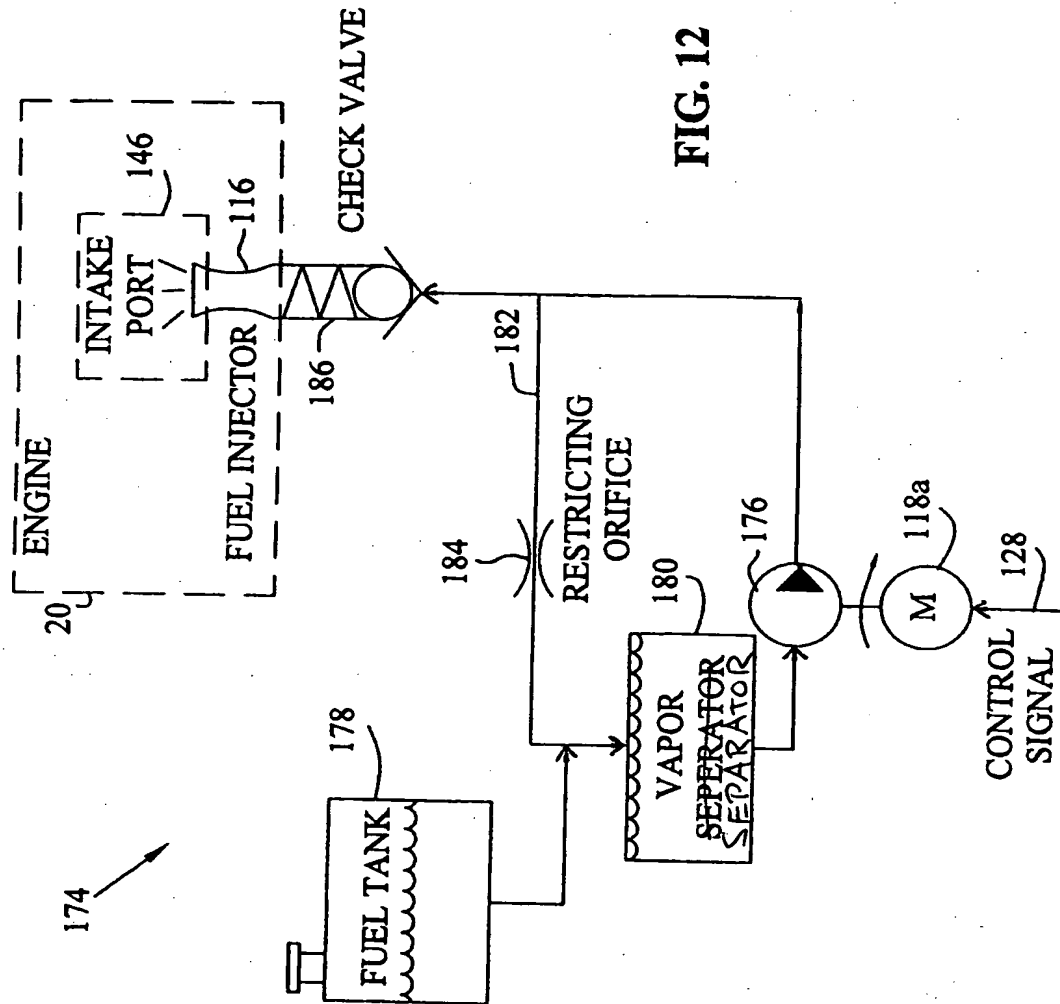 ENGINE
20
INTAKE
PORT
146
116
FUEL INJECTOR
186
CHECK VALVE
182
184
RESTRICTING
ORIFICE
174
178
FUEL TANK
180
VAPOR
SEPERATOR
SEPARATOR
176
118a
M
128
CONTROL
SIGNAL
FIG. 12